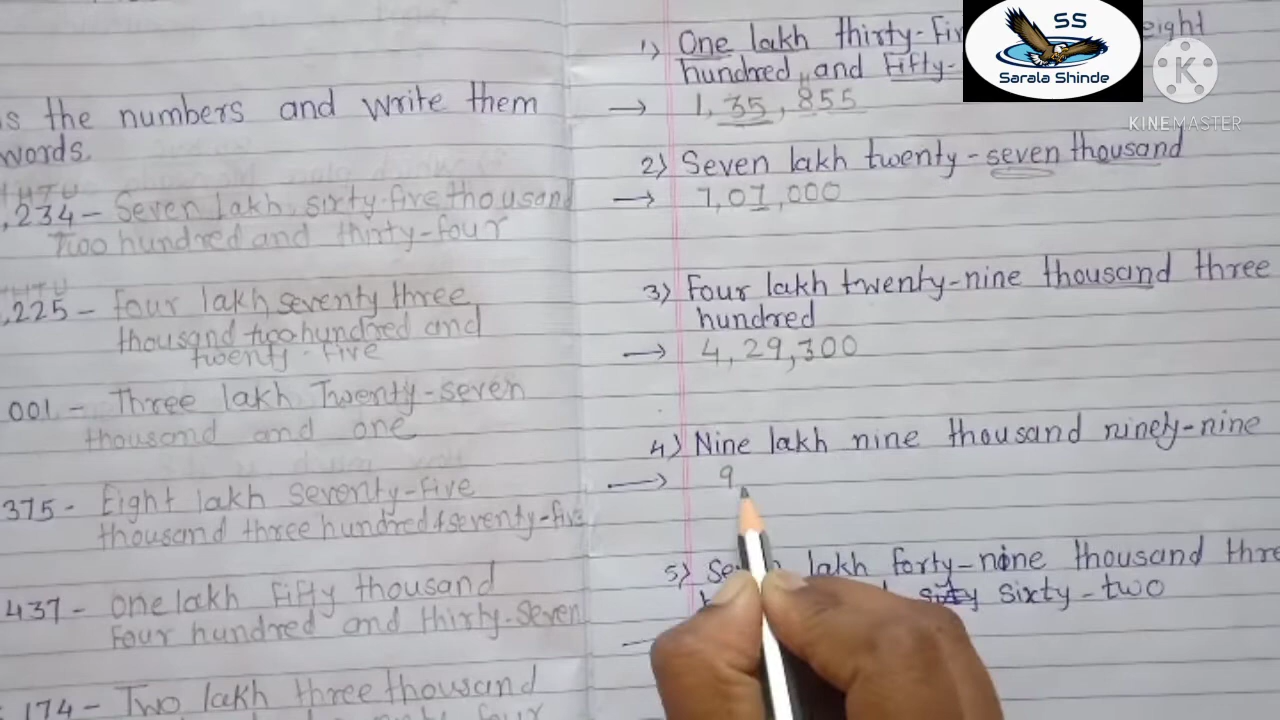 s the numbers and write them
words.
HTU
,234 - Seven lakh, sixty-five thousand
two hundred and thirty-four
HTU
,225 - four lakh, seventy three
thousand two hundred and
twenty-five
001 - Three lakh Twenty-seven
thousand and one
375 - Eight lakh seventy-five
thousand three hundred & seventy-five
437 - one lakh Fifty thousand
Four hundred and thirty-seven
174 - Two lakh three thousand
four
1) One lakh thirty-five eight
hundred and Fifty-
→ 1,35,855
2) Seven lakh twenty-seven thousand
→ 7,07,000
3) Four lakh twenty-nine thousand three
hundred
→ 4,29,300
4) Nine lakh nine thousand ninety-nine
→ 9
5) lakh forty-nine thousand
sixty-two
SS
Sarala Shinde
K
KINEMASTER